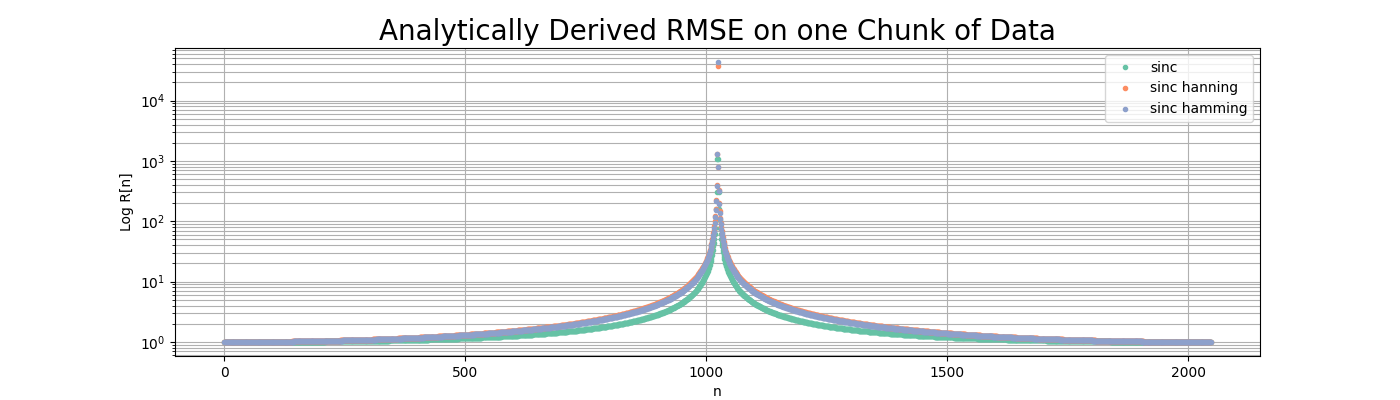 Analytically Derived RMSE on one Chunk of Data
sinc
sinc hanning
sinc hamming
Log R[n]
10^4
10^3
10^2
10^1
10^0
0 500 1000 1500 2000
n